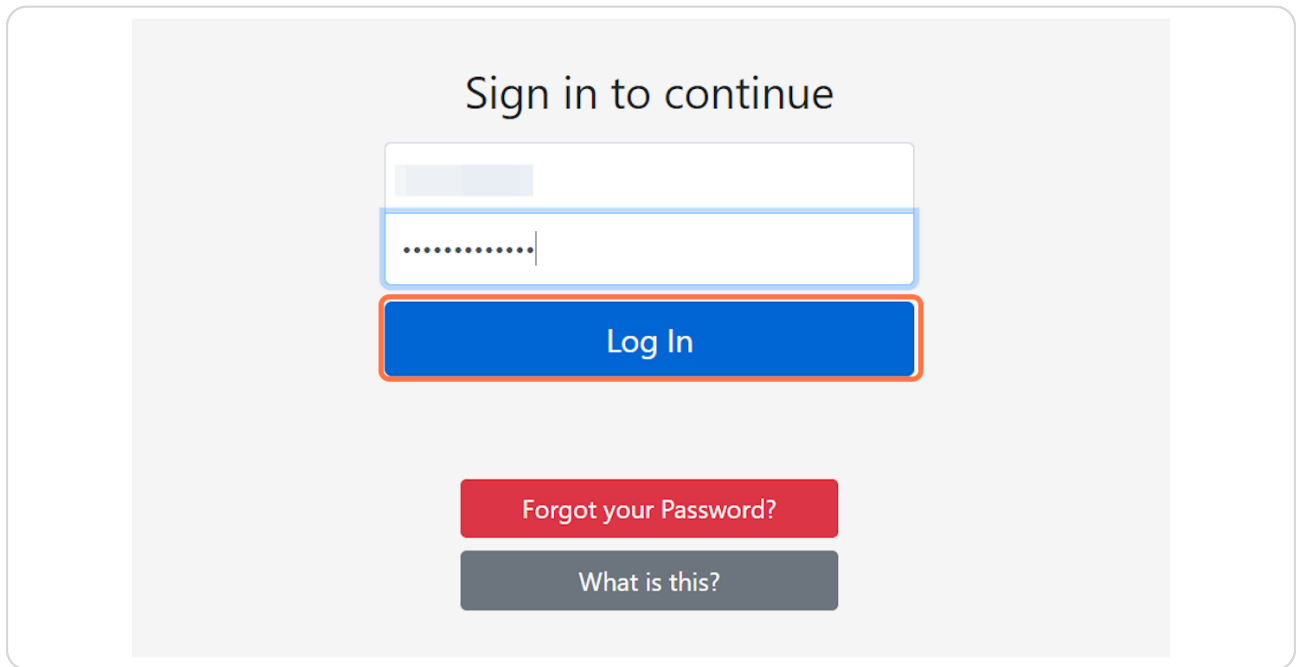 Sign in to continue
•••••••••••••
Log In
Forgot your Password?
What is this?